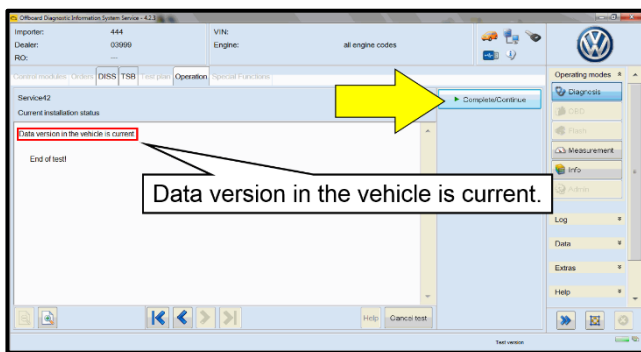 Offboard Diagnostic Information System Service - 4.2.3
Importer: 444 VIN:
Dealer: 03999 Engine: all engine codes
RO: ---
Control modules Orders DISS TSB Test plan Operation Special Functions
Service42
Current installation status
Complete/Continue
Data version in the vehicle is current.
End of test!
Data version in the vehicle is current.
Help Cancel test
Operating modes
Diagnosis
OBD
Flash
Measurement
Info
Admin
Log
Data
Extras
Help
Test version